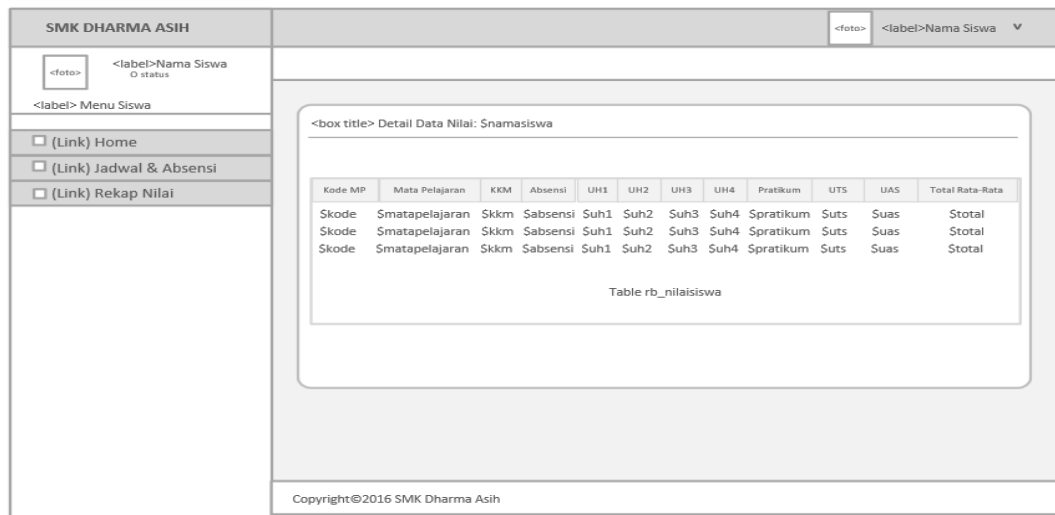 SMK DHARMA ASIH
<foto> <label>Nama Siswa v
<foto> <label>Nama Siswa
O status
<label> Menu Siswa
(Link) Home
(Link) Jadwal & Absensi
(Link) Rekap Nilai
<box title> Detail Data Nilai: $namasiswa
Kode MP Mata Pelajaran KKM Absensi UH1 UH2 UH3 UH4 Pratikum UTS UAS Total Rata-Rata
$kode $matapelajaran $kkm $absensi $uh1 $uh2 $uh3 $uh4 $pratikum $uts $uas $total
$kode $matapelajaran $kkm $absensi $uh1 $uh2 $uh3 $uh4 $pratikum $uts $uas $total
$kode $matapelajaran $kkm $absensi $uh1 $uh2 $uh3 $uh4 $pratikum $uts $uas $total
Table rb_nilaisiswa
Copyright©2016 SMK Dharma Asih